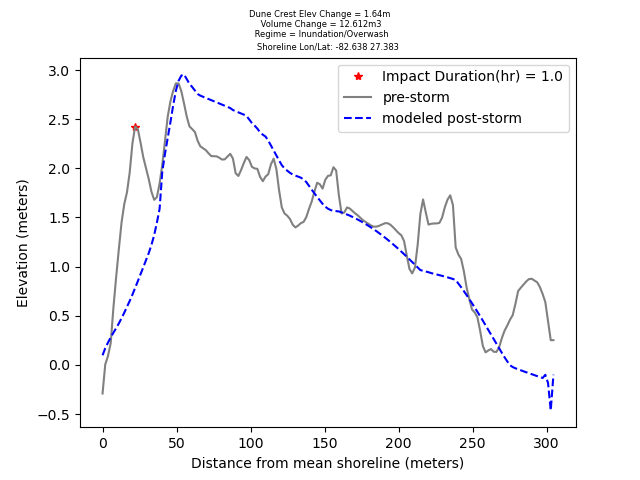 Dune Crest Elev Change = 1.64m
Volume Change = 12.612m3
Regime = Inundation/Overwash
Shoreline Lon/Lat: -82.638 27.383
Impact Duration(hr) = 1.0
pre-storm
modeled post-storm
Elevation (meters)
3.0
2.5
2.0
1.5
1.0
0.5
0.0
−0.5
0 50 100 150 200 250 300
Distance from mean shoreline (meters)